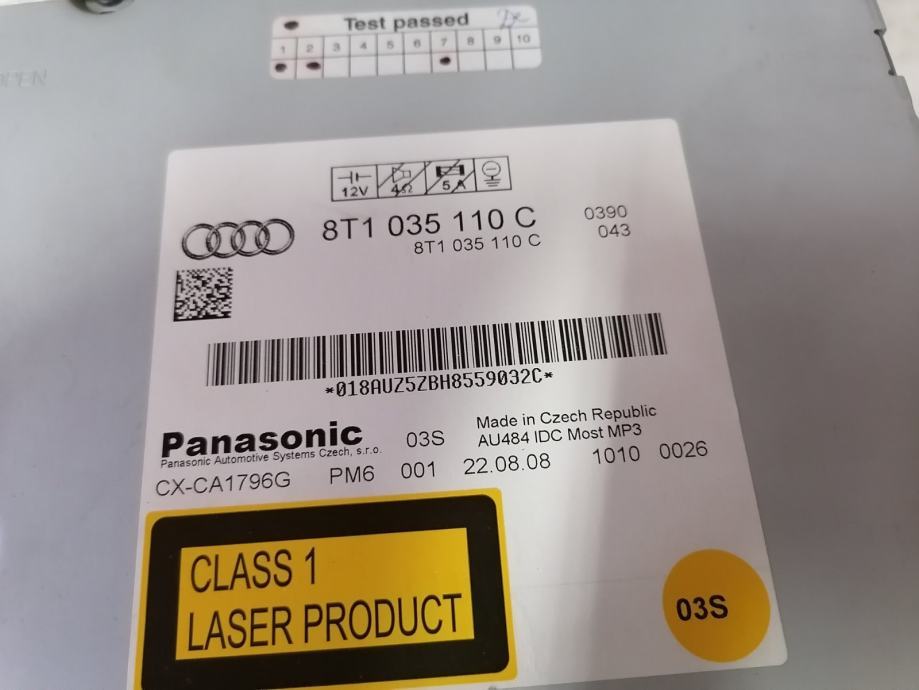 Test passed
1 2 3 4 5 6 7 8 9 10
OPEN
12V 4Ω 5A
8T1 035 110 C 0390
8T1 035 110 C 043
*018AUZ5ZBH8559032C*
Panasonic 03S Made in Czech Republic
Panasonic Automotive Systems Czech, s.r.o. AU484 IDC Most MP3
CX-CA1796G PM6 001 22.08.08 1010 0026
CLASS 1
LASER PRODUCT
03S